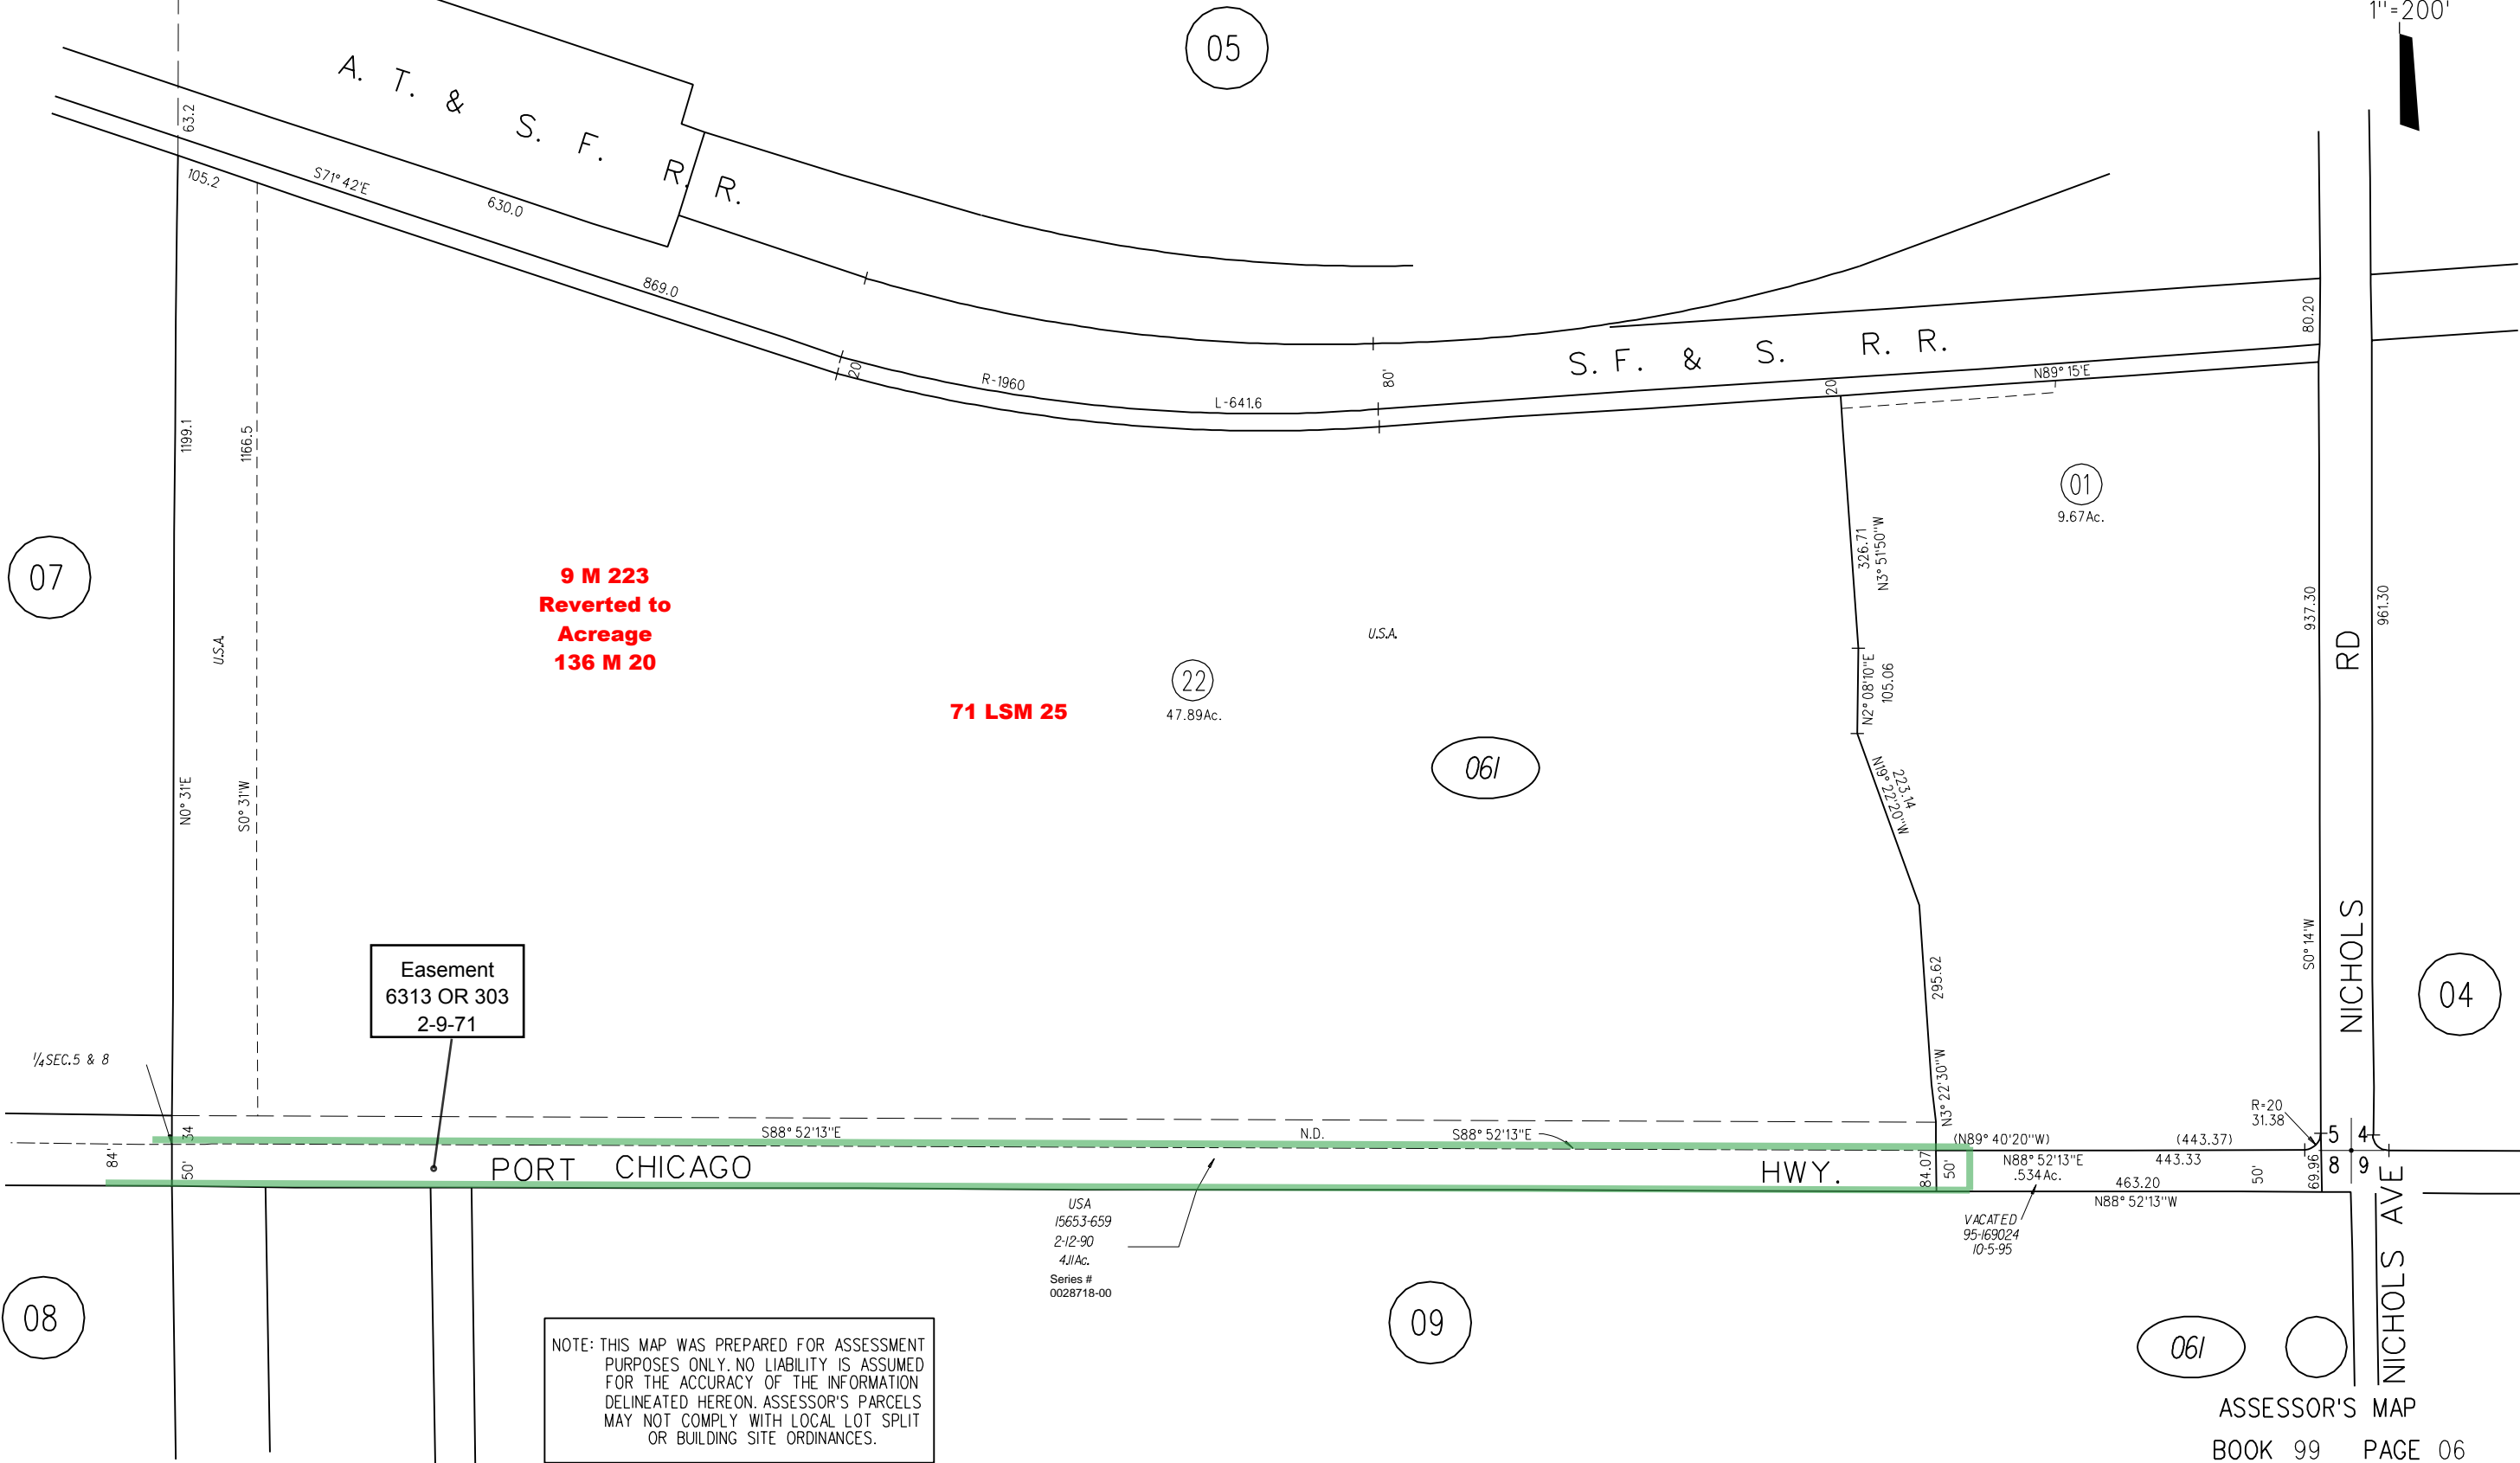 1"=200'
05
A. T. & S. F. R. R.
63.2
105.2
S71° 42'E
630.0
869.0
20
R-1960
L-641.6
80'
S. F. & S. R. R.
20
N89° 15'E
80.20
1199.1
1166.5
01
9.67Ac.
326.71
N3° 51'50"W
937.30
961.30
07
9 M 223
Reverted to
Acreage
136 M 20
U.S.A.
U.S.A.
22
47.89Ac.
71 LSM 25
N2° 08'10"E
105.06
RD
061
223.14
N19° 22'20"W
N0° 31'E
S0° 31'W
295.62
S0° 14'W
NICHOLS
04
Easement
6313 OR 303
2-9-71
1/4 SEC. 5 & 8
N3° 22'30"W
R=20
31.38
34
S88° 52'13"E
N.D.
S88° 52'13"E
(N89° 40'20"W)
(443.37)
5 4
8 9
84'
50'
PORT CHICAGO HWY.
84.07
50'
N88° 52'13"E
443.33
.534Ac.
463.20
50'
69.96
N88° 52'13"W
USA
15653-659
2-12-90
4.11Ac.
Series #
0028718-00
VACATED
95-169024
10-5-95
NICHOLS AVE
08
09
061
NOTE: THIS MAP WAS PREPARED FOR ASSESSMENT
PURPOSES ONLY. NO LIABILITY IS ASSUMED
FOR THE ACCURACY OF THE INFORMATION
DELINEATED HEREON. ASSESSOR'S PARCELS
MAY NOT COMPLY WITH LOCAL LOT SPLIT
OR BUILDING SITE ORDINANCES.
ASSESSOR'S MAP
BOOK 99 PAGE 06